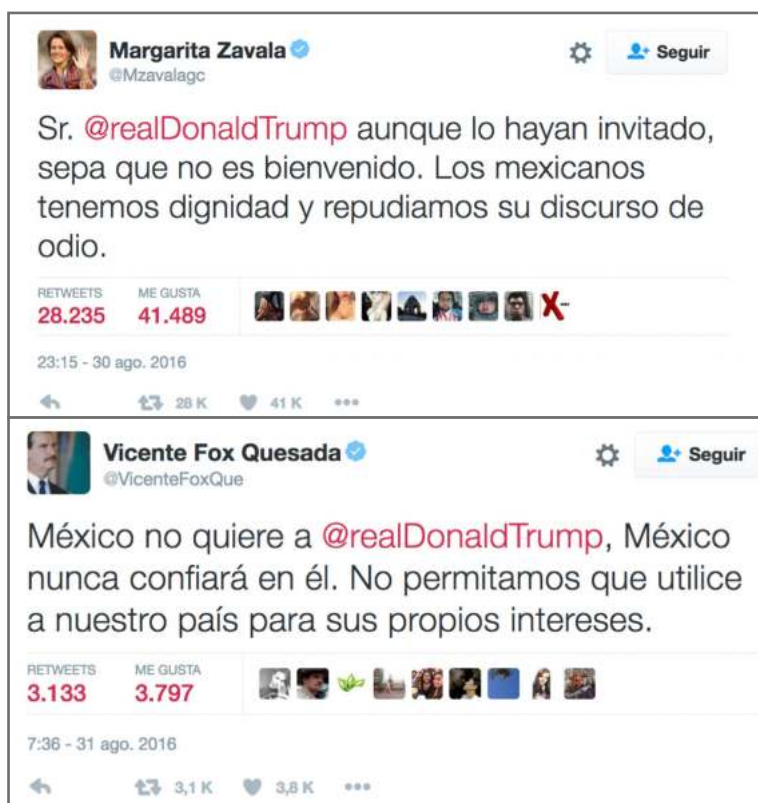 Margarita Zavala
@Mzavalagc
Seguir
Sr. @realDonaldTrump aunque lo hayan invitado,
sepa que no es bienvenido. Los mexicanos
tenemos dignidad y repudiamos su discurso de
odio.
RETWEETS ME GUSTA
28.235 41.489
23:15 - 30 ago. 2016
28 K 41 K
Vicente Fox Quesada
@VicenteFoxQue
Seguir
México no quiere a @realDonaldTrump, México
nunca confiará en él. No permitamos que utilice
a nuestro país para sus propios intereses.
RETWEETS ME GUSTA
3.133 3.797
7:36 - 31 ago. 2016
3,1 K 3,8 K